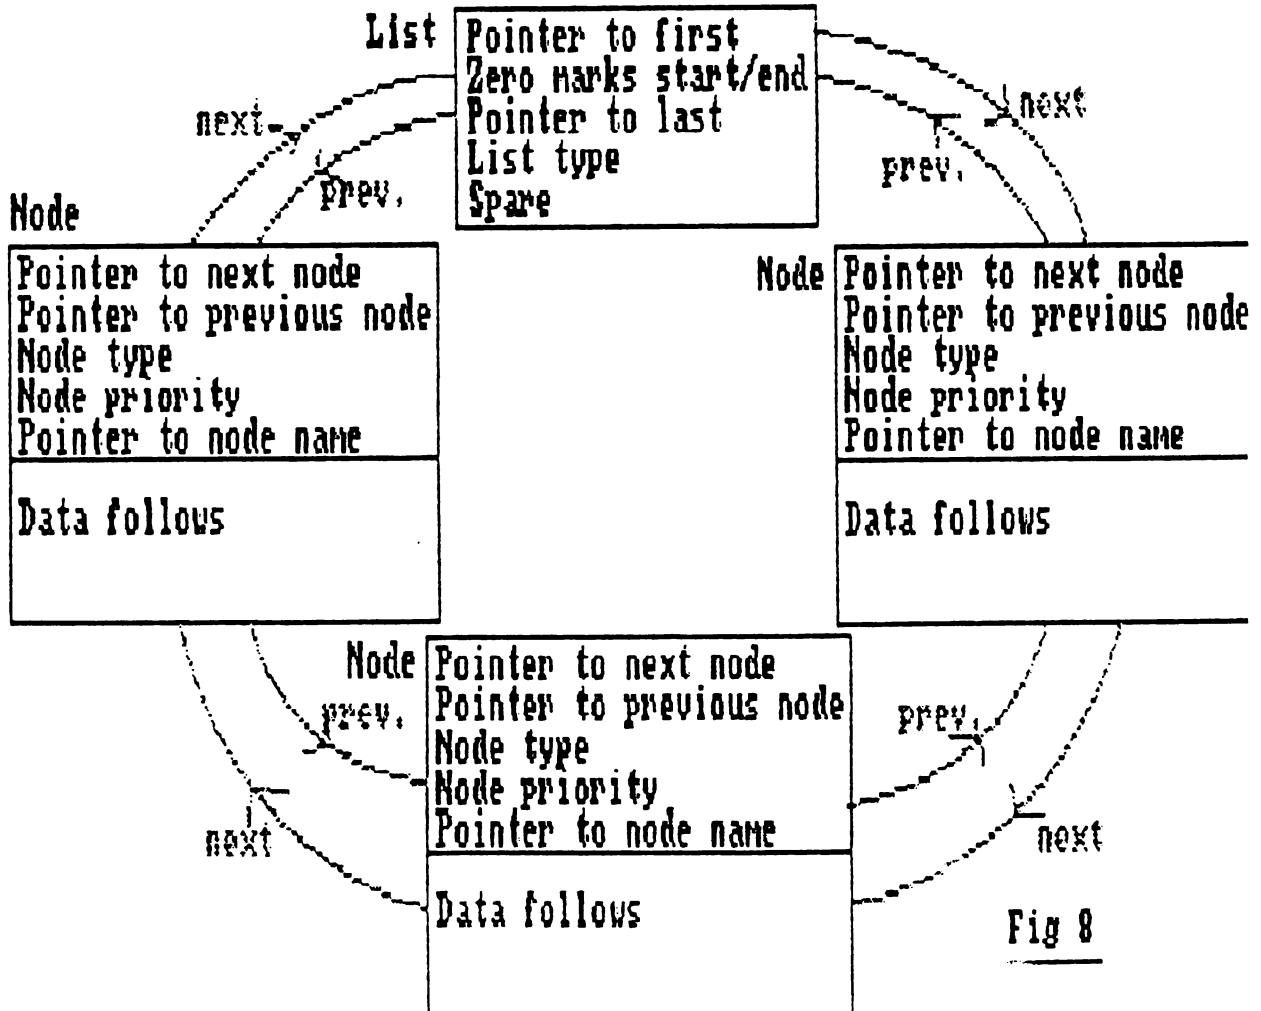 List
Pointer to first
Zero marks start/end
Pointer to last
List type
Spare
next
prev.
next
prev.
Node
Pointer to next node
Pointer to previous node
Node type
Node priority
Pointer to node name
Data follows
Node
Pointer to next node
Pointer to previous node
Node type
Node priority
Pointer to node name
Data follows
Node
Pointer to next node
Pointer to previous node
Node type
Node priority
Pointer to node name
Data follows
prev.
next
prev.
next
Fig 8